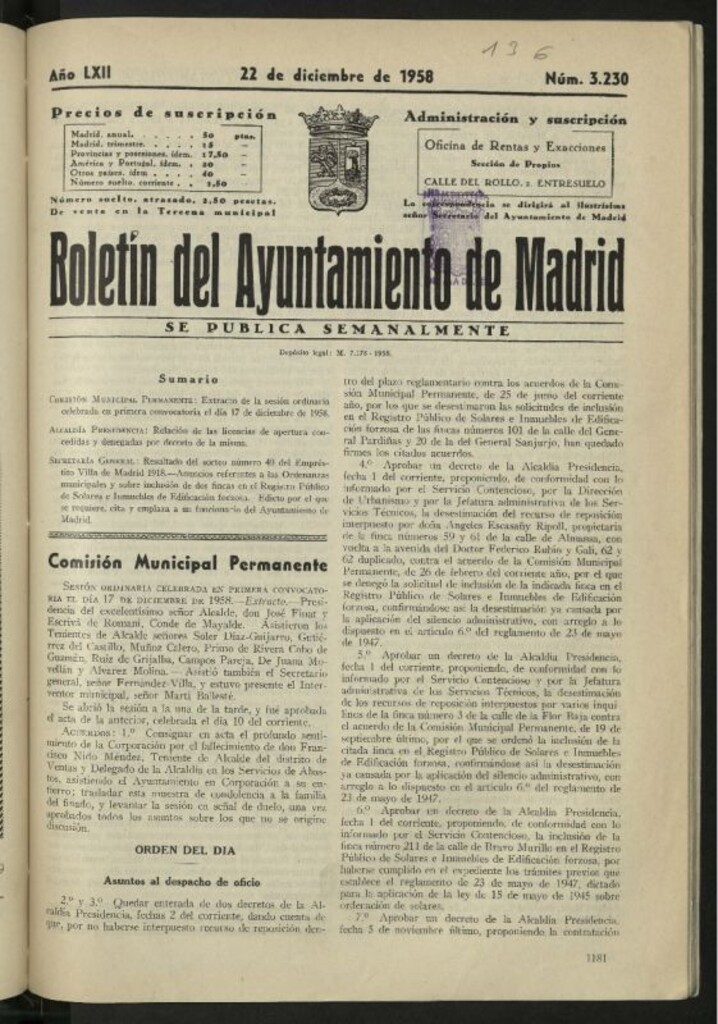 136
Año LXII
22 de diciembre de 1958
Núm. 3.230
Precios de suscripción
Madrid, anual. . . . . . 50 ptas.
Madrid, trimestre. . . . . 15 —
Provincias y posesiones, ídem. . 17,50 —
América y Portugal, ídem. . . 20 —
Otros países, ídem. . . . . 40 —
Número suelto, corriente. . . 1,50 —
Número suelto, atrasado, 2,50 pesetas.
De venta en la Tercena municipal
Administración y suscripción
Oficina de Rentas y Exacciones
Sección de Propios
CALLE DEL ROLLO, 2, ENTRESUELO
La correspondencia se dirigirá al ilustrísimo
señor Secretario del Ayuntamiento de Madrid
Boletín del Ayuntamiento de Madrid
SE PUBLICA SEMANALMENTE
Depósito legal: M. 7.178 - 1958.
Sumario
COMISIÓN MUNICIPAL PERMANENTE: Extracto de la sesión ordinaria
celebrada en primera convocatoria el día 17 de diciembre de 1958.
ALCALDÍA PRESIDENCIA: Relación de las licencias de apertura con-
cedidas y denegadas por decreto de la misma.
SECRETARÍA GENERAL: Resultado del sorteo número 40 del Emprés-
tito Villa de Madrid 1918.—Anuncios referentes a las Ordenanzas
municipales y sobre inclusión de dos fincas en el Registro Público
de Solares e Inmuebles de Edificación forzosa. Edicto por el que
se requiere, cita y emplaza a un funcionario del Ayuntamiento de
Madrid.
Comisión Municipal Permanente
SESIÓN ORDINARIA CELEBRADA EN PRIMERA CONVOCATO-
RIA EL DÍA 17 DE DICIEMBRE DE 1958.—Extracto.—Presi-
dencia del excelentísimo señor Alcalde, don José Finat y
Escrivá de Romaní, Conde de Mayalde. Asistieron los
Tenientes de Alcalde señores Soler Díaz-Guijarro, Gutié-
rrez del Castillo, Muñoz Calero, Primo de Rivera Cobo de
Guzmán, Ruiz de Grijalba, Campos Pareja, De Juana Mo-
vellán y Alvarez Molina. — Asistió también el Secretario
general, señor Fernández-Villa, y estuvo presente el Inter-
ventor municipal, señor Martí Ballesté.
Se abrió la sesión a la una de la tarde, y fué aprobada
el acta de la anterior, celebrada el día 10 del corriente.
ACUERDOS: 1.º Consignar en acta el profundo senti-
miento de la Corporación por el fallecimiento de don Fran-
cisco Niño Méndez, Teniente de Alcalde del distrito de
Ventas y Delegado de la Alcaldía en los Servicios de Abas-
tos, asistiendo el Ayuntamiento en Corporación a su en-
tierro; trasladar esta muestra de condolencia a la familia
del finado, y levantar la sesión en señal de duelo, una vez
aprobados todos los asuntos sobre los que no se origine
discusión.
ORDEN DEL DIA
Asuntos al despacho de oficio
2.º y 3.º Quedar enterada de dos decretos de la Al-
caldía Presidencia, fechas 2 del corriente, dando cuenta de
que, por no haberse interpuesto recurso de reposición den-
tro del plazo reglamentario contra los acuerdos de la Comi-
sión Municipal Permanente, de 25 de junio del corriente
año, por los que se desestimaron las solicitudes de inclusión
en el Registro Público de Solares e Inmuebles de Edifica-
ción forzosa de las fincas números 101 de la calle del Gene-
ral Pardiñas y 20 de la del General Sanjurjo, han quedado
firmes los citados acuerdos.
4.º Aprobar un decreto de la Alcaldía Presidencia,
fecha 1 del corriente, proponiendo, de conformidad con lo
informado por el Servicio Contencioso, por la Dirección
de Urbanismo y por la Jefatura administrativa de los Ser-
vicios Técnicos, la desestimación del recurso de reposición
interpuesto por doña Angeles Escasañy Ripoll, propietaria
de la finca números 59 y 61 de la calle de Almansa, con
vuelta a la avenida del Doctor Federico Rubio y Galí, 62 y
62 duplicado, contra el acuerdo de la Comisión Municipal
Permanente, de 26 de febrero del corriente año, por el que
se denegó la solicitud de inclusión de la indicada finca en el
Registro Público de Solares e Inmuebles de Edificación
forzosa, confirmándose así la desestimación ya causada por
la aplicación del silencio administrativo, con arreglo a lo
dispuesto en el artículo 6.º del reglamento de 23 de mayo
de 1947.
5.º Aprobar un decreto de la Alcaldía Presidencia,
fecha 1 del corriente, proponiendo, de conformidad con lo
informado por el Servicio Contencioso y por la Jefatura
administrativa de los Servicios Técnicos, la desestimación
de los recursos de reposición interpuestos por varios inqui-
linos de la finca número 3 de la calle de la Flor Baja contra
el acuerdo de la Comisión Municipal Permanente, de 19 de
septiembre último, por el que se ordenó la inclusión de la
citada finca en el Registro Público de Solares e Inmuebles
de Edificación forzosa, confirmándose así la desestimación
ya causada por la aplicación del silencio administrativo, con
arreglo a lo dispuesto en el artículo 6.º del reglamento de
23 de mayo de 1947.
6.º Aprobar un decreto de la Alcaldía Presidencia,
fecha 1 del corriente, proponiendo, de conformidad con lo
informado por el Servicio Contencioso, la inclusión de la
finca número 211 de la calle de Bravo Murillo en el Registro
Público de Solares e Inmuebles de Edificación forzosa, por
haberse cumplido en el expediente los trámites previos que
establece el reglamento de 23 de mayo de 1947, dictado
para la aplicación de la ley de 15 de mayo de 1945 sobre
ordenación de solares.
7.º Aprobar un decreto de la Alcaldía Presidencia,
fecha 5 de noviembre último, proponiendo la contratación
1181